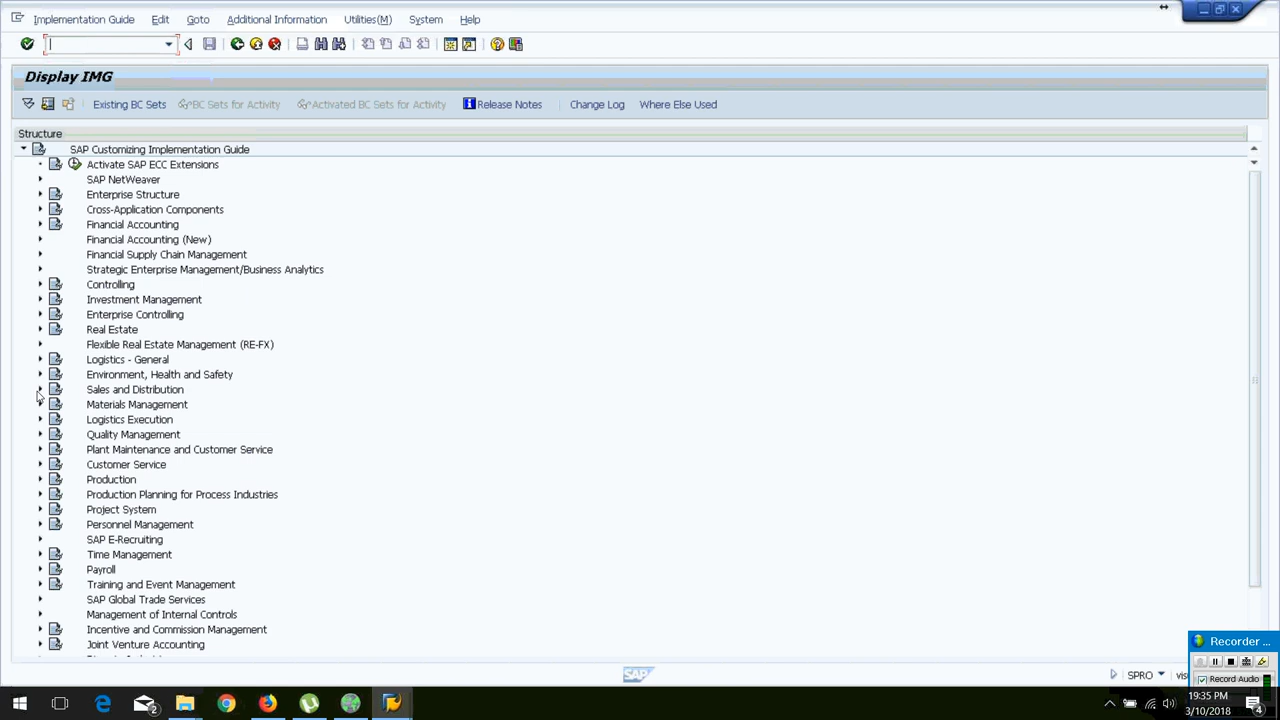 Implementation Guide Edit Goto Additional Information Utilities(M) System Help
Display IMG
Existing BC Sets BC Sets for Activity Activated BC Sets for Activity Release Notes Change Log Where Else Used
Structure
SAP Customizing Implementation Guide
Activate SAP ECC Extensions
SAP NetWeaver
Enterprise Structure
Cross-Application Components
Financial Accounting
Financial Accounting (New)
Financial Supply Chain Management
Strategic Enterprise Management/Business Analytics
Controlling
Investment Management
Enterprise Controlling
Real Estate
Flexible Real Estate Management (RE-FX)
Logistics - General
Environment, Health and Safety
Sales and Distribution
Materials Management
Logistics Execution
Quality Management
Plant Maintenance and Customer Service
Customer Service
Production
Production Planning for Process Industries
Project System
Personnel Management
SAP E-Recruiting
Time Management
Payroll
Training and Event Management
SAP Global Trade Services
Management of Internal Controls
Incentive and Commission Management
Joint Venture Accounting
Recorder ...
Record Audio
SAP
SPRO
2
19:35 PM
3/10/2018
4